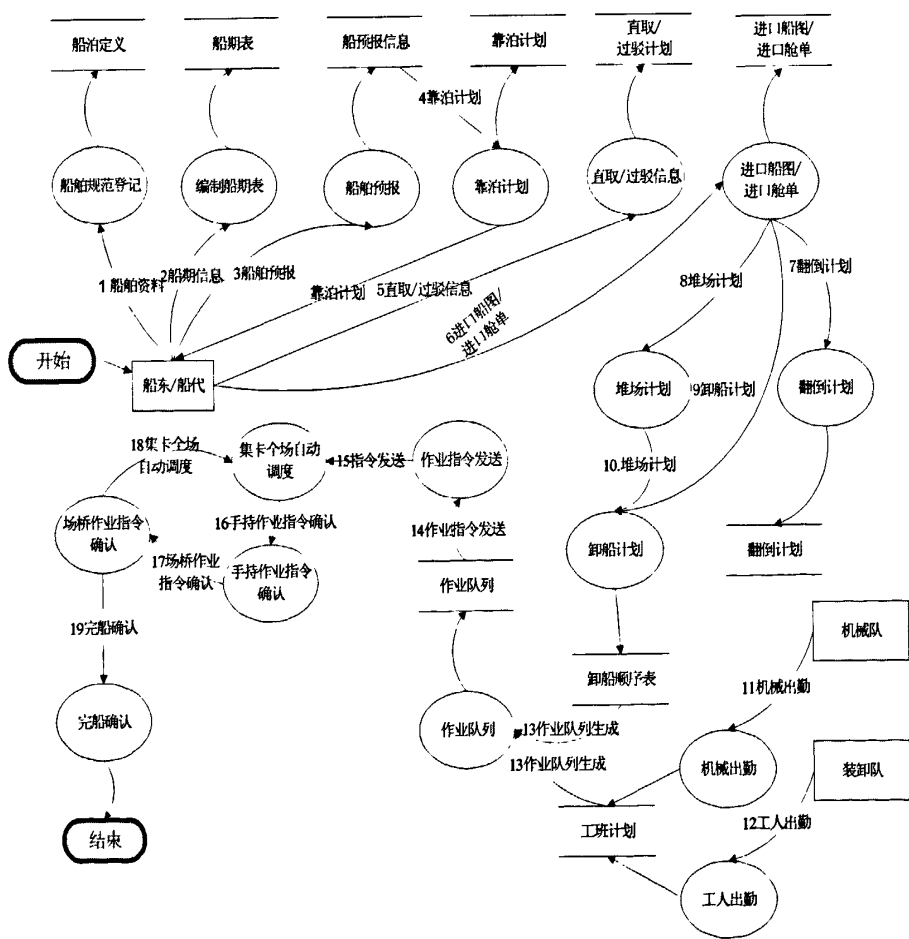 船泊定义
船期表
船预报信息
靠泊计划
直取/
过驳计划
进口船图/
进口舱单
4靠泊计划
船舶规范登记
编制船期表
船舶预报
靠泊计划
直取/过驳信息
进口船图/
进口舱单
1船舶资料
2船期信息
3船舶预报
靠泊计划
5直取/过驳信息
6进口船图/
进口舱单
8堆场计划
7翻倒计划
开始
船东/船代
堆场计划
9卸船计划
翻倒计划
18集卡全场
自动调度
集卡全场自动
调度
15指令发送
作业指令发送
10.堆场计划
场桥作业指令
确认
16手持作业指令确认
14作业指令发送
卸船计划
翻倒计划
17场桥作业
指令确认
手持作业指令
确认
作业队列
19完船确认
机械队
卸船顺序表
11机械出勤
完船确认
作业队列
13作业队列生成
13作业队列生成
机械出勤
装卸队
结束
工班计划
12工人出勤
工人出勤